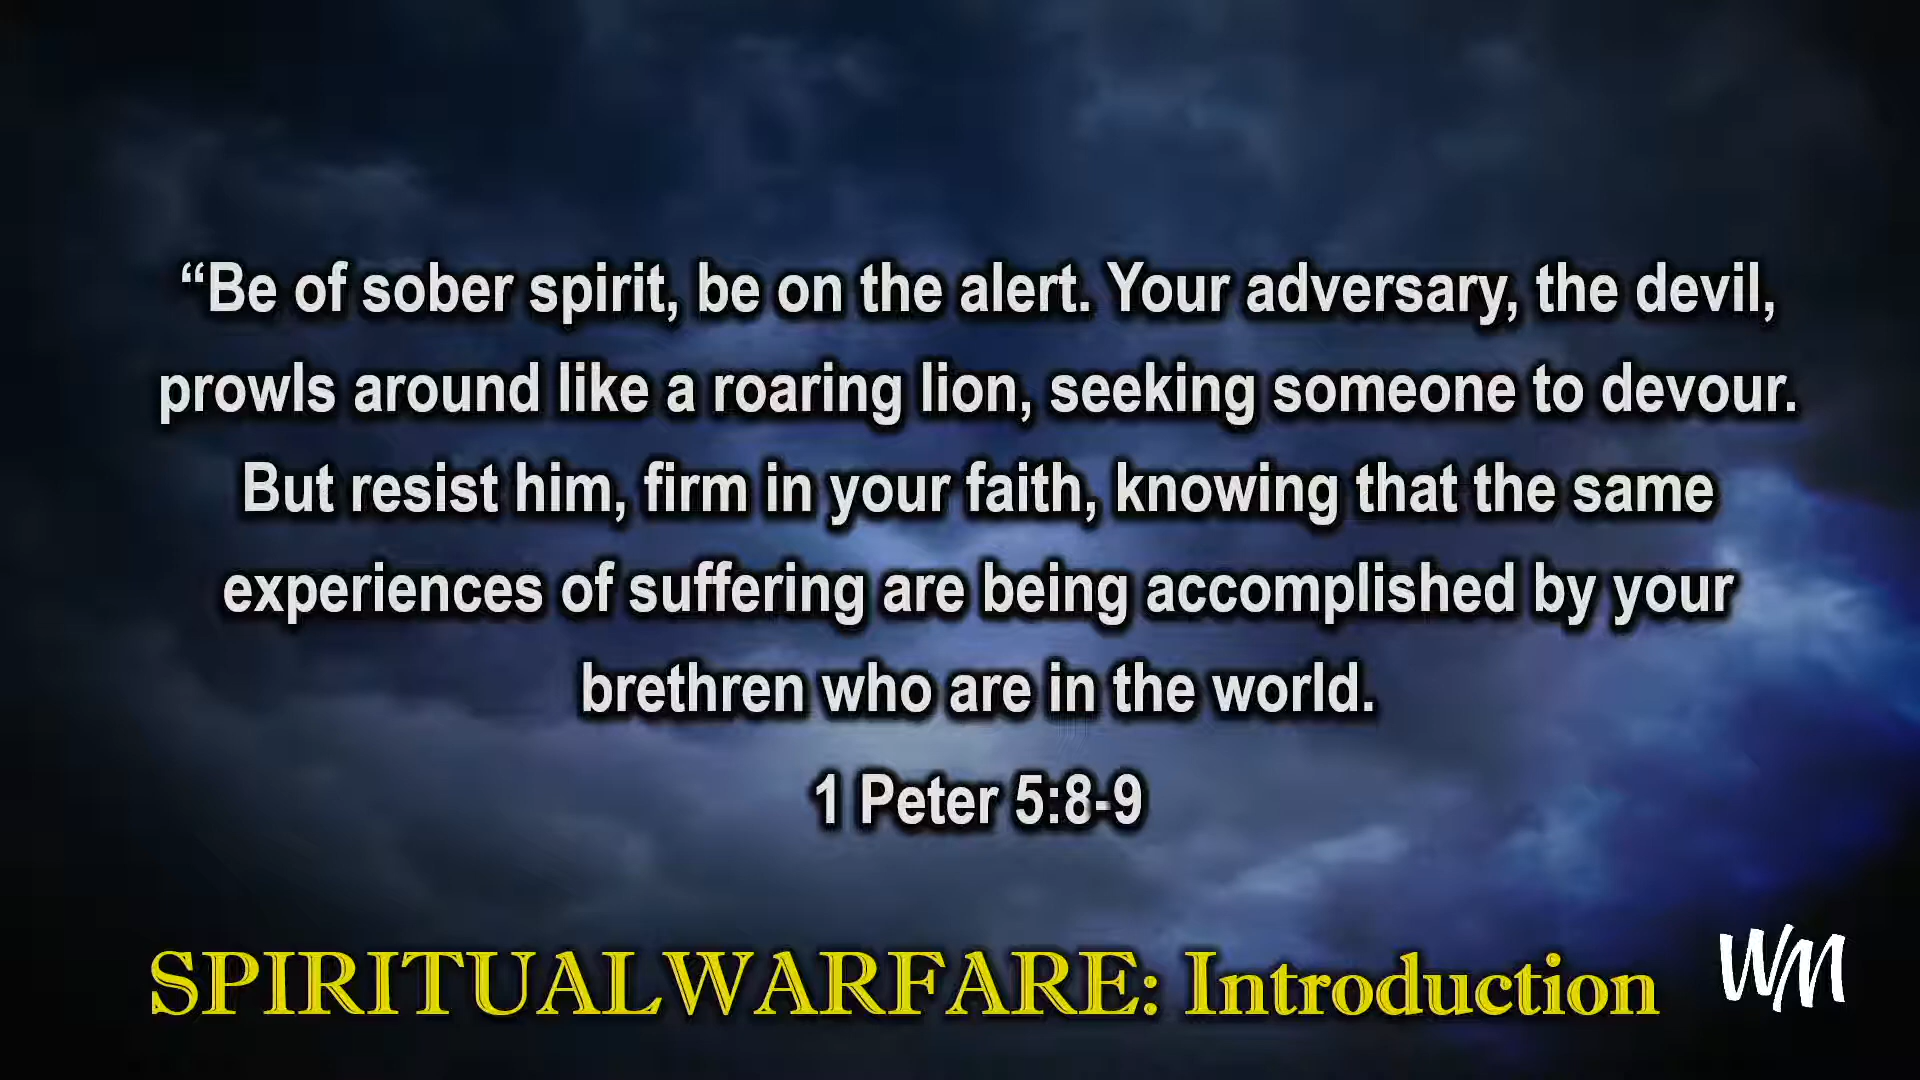 “Be of sober spirit, be on the alert. Your adversary, the devil,
prowls around like a roaring lion, seeking someone to devour.
But resist him, firm in your faith, knowing that the same
experiences of suffering are being accomplished by your
brethren who are in the world.
1 Peter 5:8-9
SPIRITUAL WARFARE: Introduction
WM